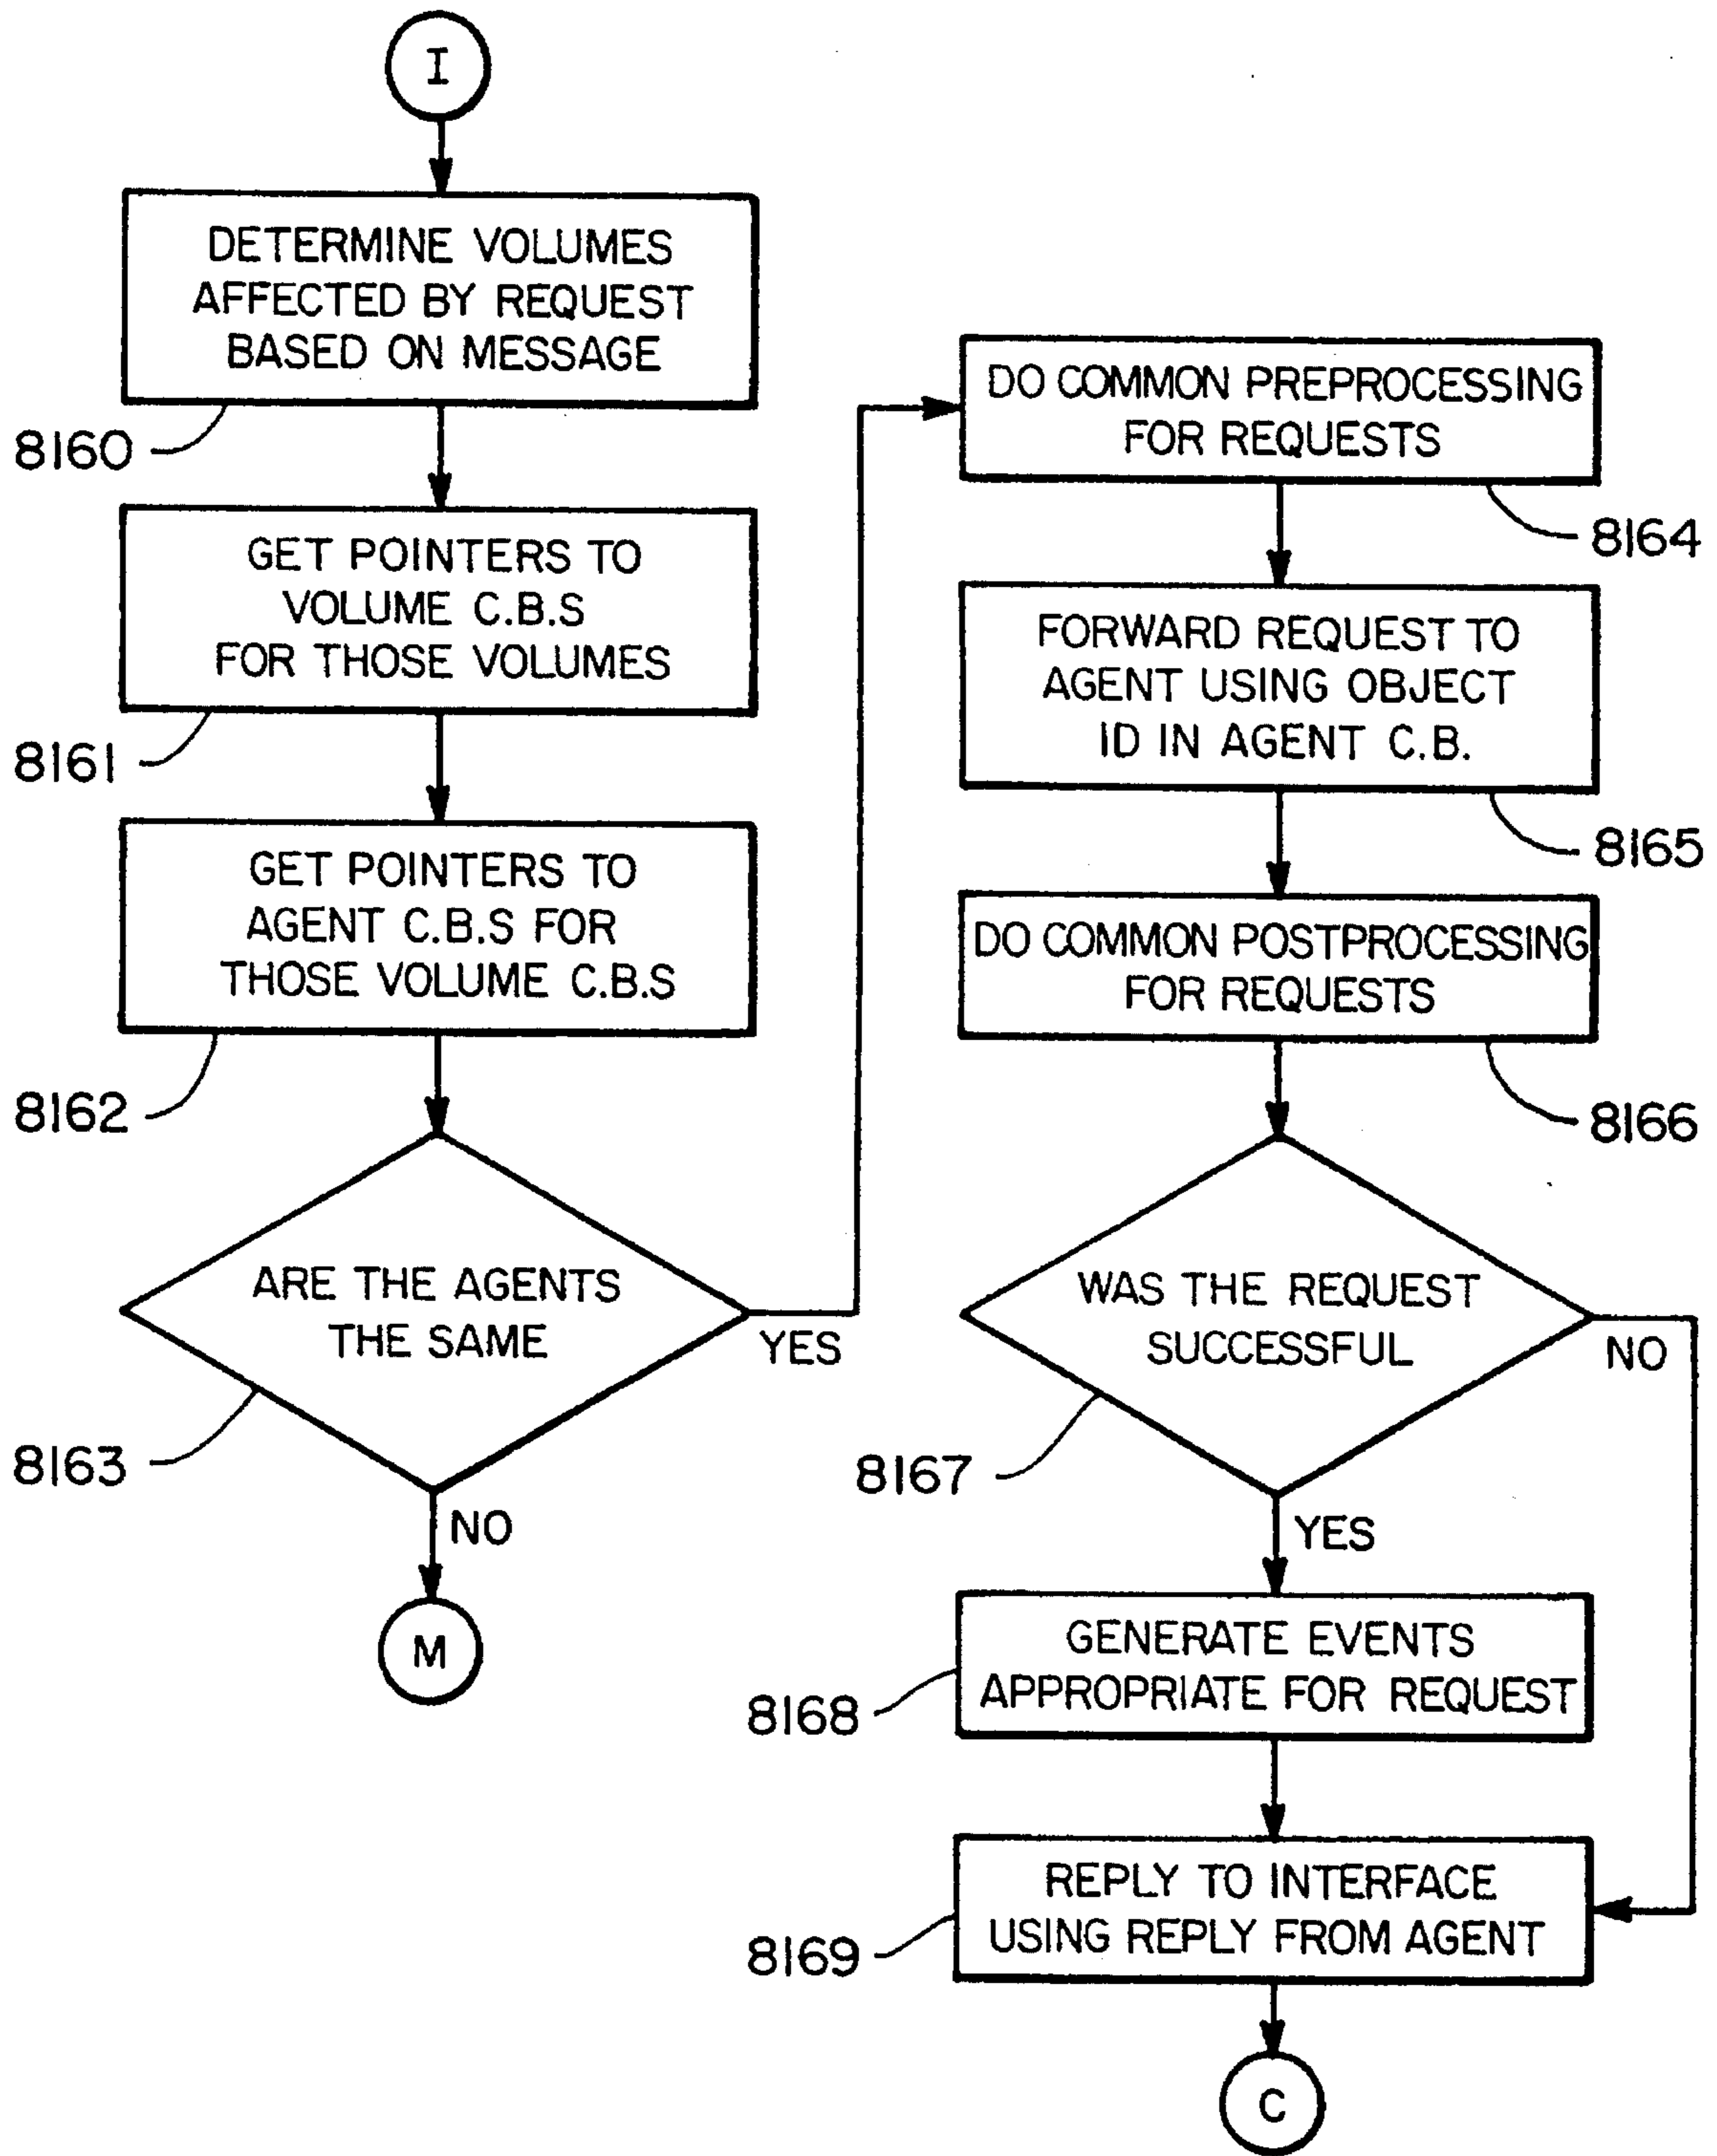 I
DETERMINE VOLUMES
AFFECTED BY REQUEST
BASED ON MESSAGE
8160
GET POINTERS TO
VOLUME C.B.S
FOR THOSE VOLUMES
8161
GET POINTERS TO
AGENT C.B.S FOR
THOSE VOLUME C.B.S
8162
ARE THE AGENTS
THE SAME
YES
8163
NO
M
DO COMMON PREPROCESSING
FOR REQUESTS
8164
FORWARD REQUEST TO
AGENT USING OBJECT
ID IN AGENT C.B.
8165
DO COMMON POSTPROCESSING
FOR REQUESTS
8166
WAS THE REQUEST
SUCCESSFUL
NO
8167
YES
GENERATE EVENTS
APPROPRIATE FOR REQUEST
8168
REPLY TO INTERFACE
USING REPLY FROM AGENT
8169
C